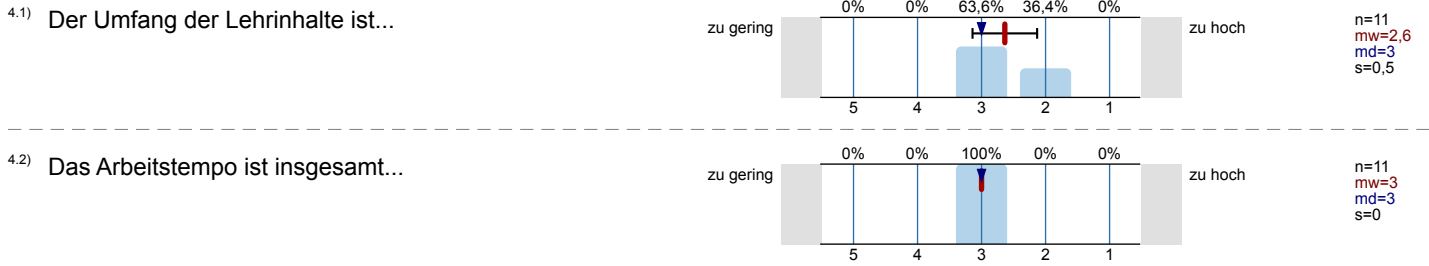 4.1) Der Umfang der Lehrinhalte ist...
0% 0% 63,6% 36,4% 0%
zu gering zu hoch
5 4 3 2 1
n=11
mw=2,6
md=3
s=0,5
4.2) Das Arbeitstempo ist insgesamt...
0% 0% 100% 0% 0%
zu gering zu hoch
5 4 3 2 1
n=11
mw=3
md=3
s=0